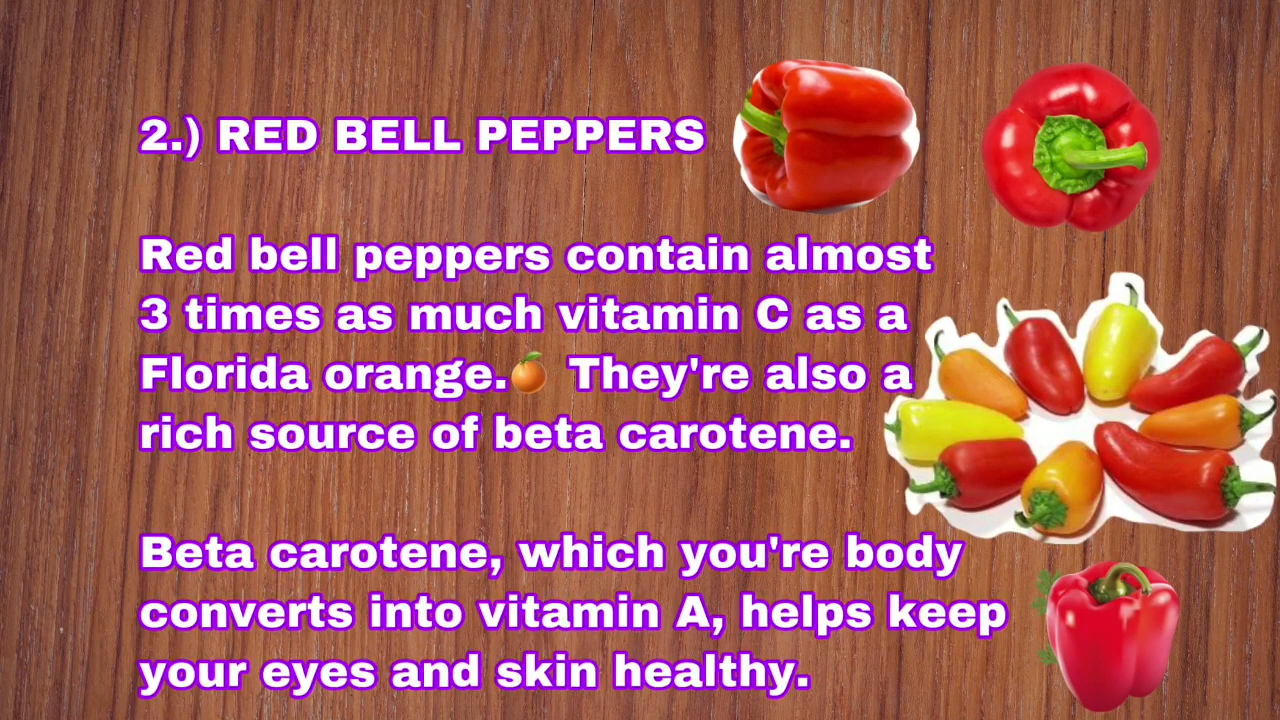 2.) RED BELL PEPPERS
Red bell peppers contain almost
3 times as much vitamin C as a
Florida orange.🍊 They're also a
rich source of beta carotene.
Beta carotene, which you're body
converts into vitamin A, helps keep
your eyes and skin healthy.